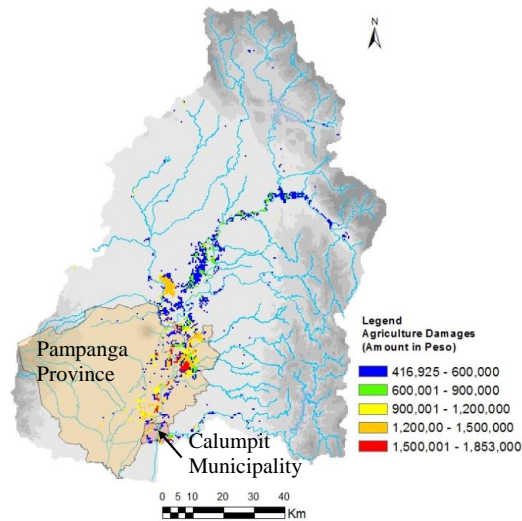 N
Legend
Agriculture Damages
(Amount in Peso)
416,925 - 600,000
600,001 - 900,000
900,001 - 1,200,000
1,200,00 - 1,500,000
1,500,001 - 1,853,000
Pampanga
Province
Calumpit
Municipality
0 5 10 20 30 40
Km